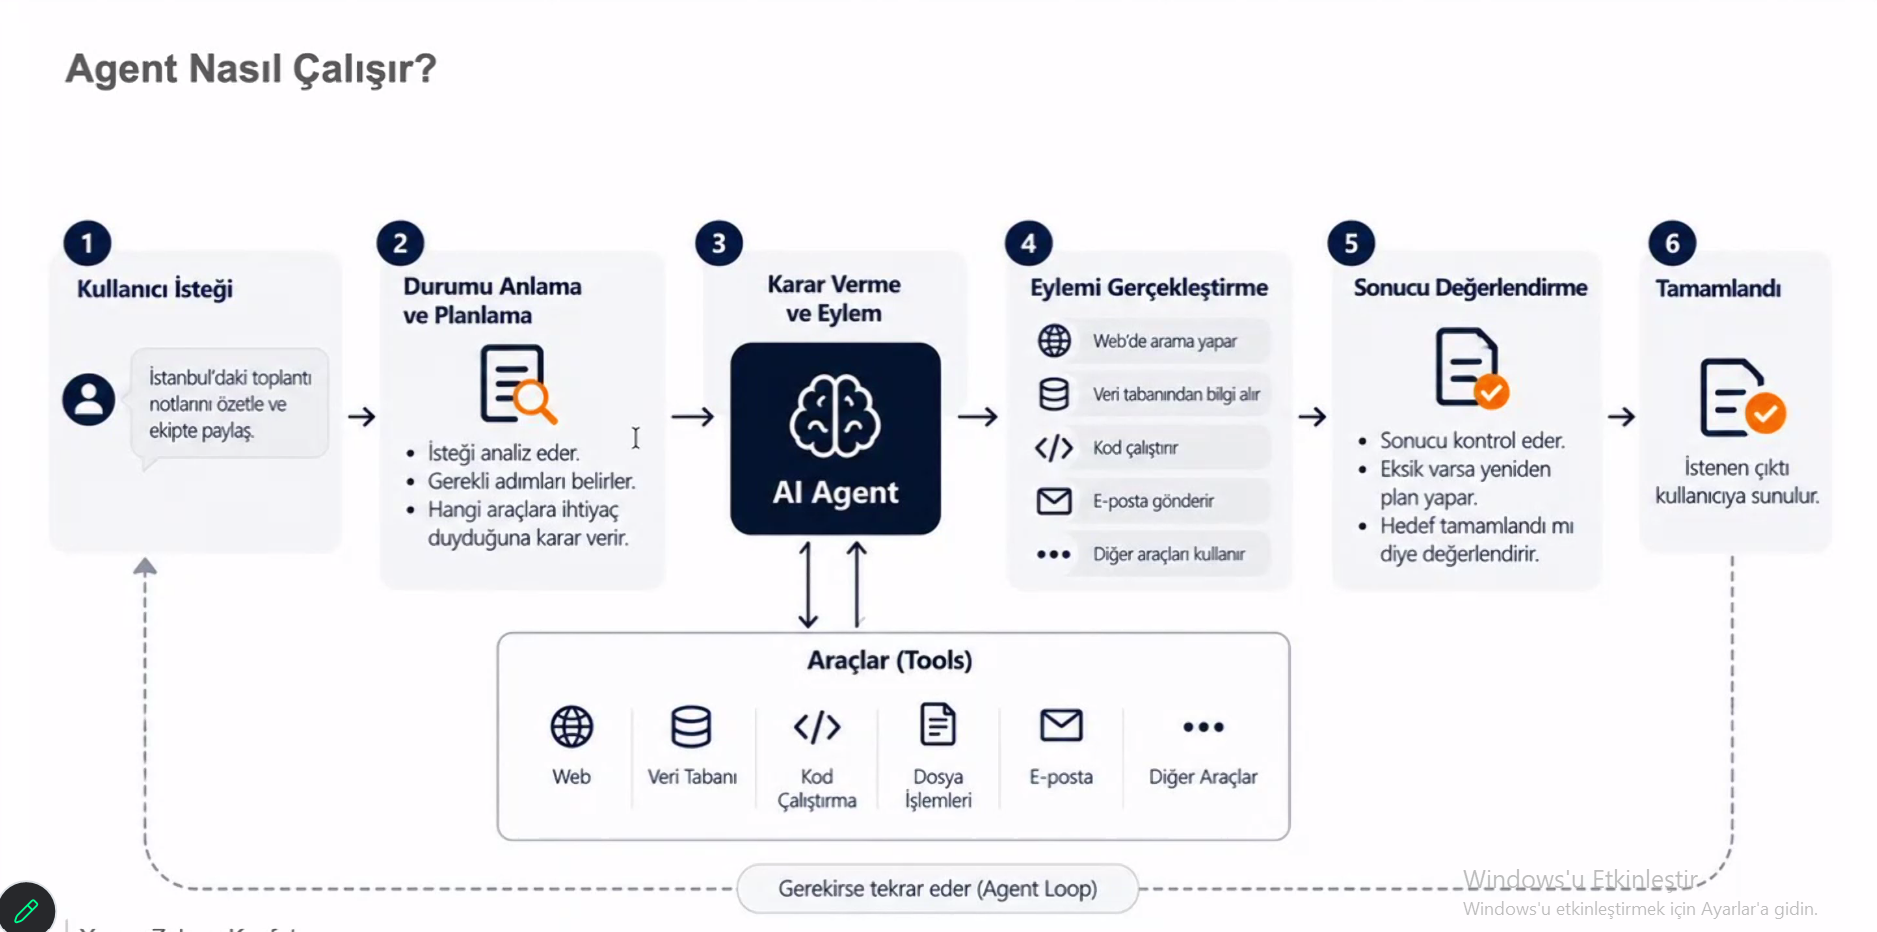 Agent Nasıl Çalışır?
1
Kullanıcı İsteği
İstanbul'daki toplantı
notlarını özetle ve
ekipte paylaş.
2
Durumu Anlama
ve Planlama
• İsteği analiz eder.
• Gerekli adımları belirler.
• Hangi araçlara ihtiyaç
duyduğuna karar verir.
3
Karar Verme
ve Eylem
AI Agent
4
Eylemi Gerçekleştirme
Web'de arama yapar
Veri tabanından bilgi alır
</> Kod çalıştırır
E-posta gönderir
••• Diğer araçları kullanır
5
Sonucu Değerlendirme
• Sonucu kontrol eder.
• Eksik varsa yeniden
plan yapar.
• Hedef tamamlandı mı
diye değerlendirir.
6
Tamamlandı
İstenen çıktı
kullanıcıya sunulur.
Araçlar (Tools)
Web
Veri Tabanı
</>
Kod
Çalıştırma
Dosya
İşlemleri
E-posta
•••
Diğer Araçlar
Gerekirse tekrar eder (Agent Loop)
Windows'u Etkinleştir
Windows'u etkinleştirmek için Ayarlar'a gidin.